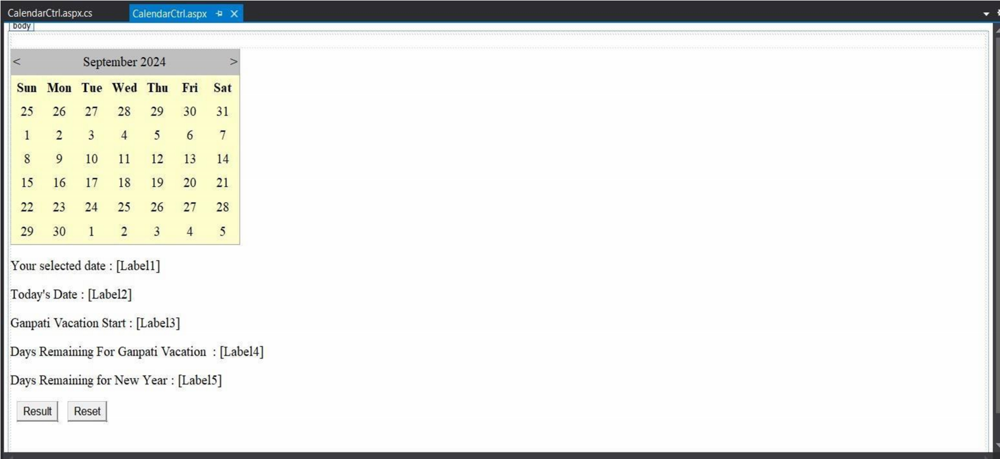 CalendarCtrl.aspx.cs CalendarCtrl.aspx
body
< September 2024 >
Sun Mon Tue Wed Thu Fri Sat
25 26 27 28 29 30 31
1 2 3 4 5 6 7
8 9 10 11 12 13 14
15 16 17 18 19 20 21
22 23 24 25 26 27 28
29 30 1 2 3 4 5
Your selected date : [Label1]
Today's Date : [Label2]
Ganpati Vacation Start : [Label3]
Days Remaining For Ganpati Vacation  : [Label4]
Days Remaining for New Year : [Label5]
Result Reset